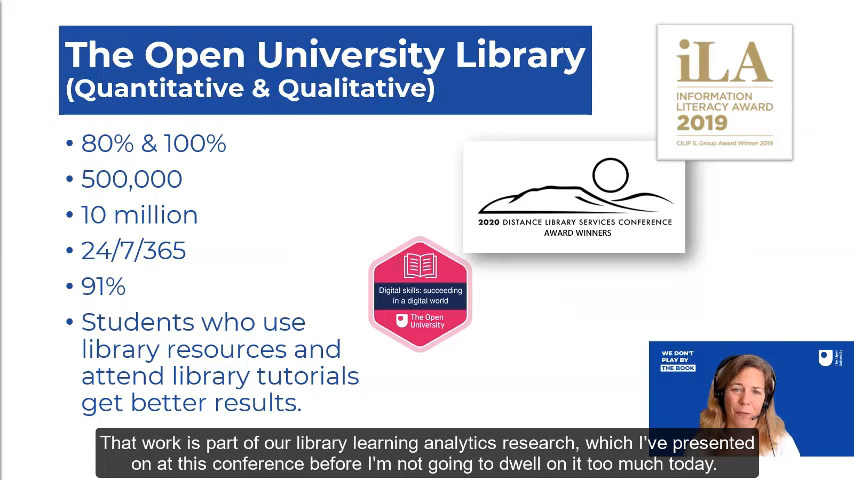 The Open University Library
(Quantitative & Qualitative)
• 80% & 100%
• 500,000
• 10 million
• 24/7/365
• 91%
• Students who use
library resources and
attend library tutorials
get better results.
iLA
INFORMATION
LITERACY AWARD
2019
CILIP IL Group Award Winner 2019
2020 DISTANCE LIBRARY SERVICES CONFERENCE
AWARD WINNERS
Digital skills: succeeding
in a digital world
The Open
University
WE DON'T
PLAY BY
THE BOOK
The Open
University
That work is part of our library learning analytics research, which I've presented
on at this conference before I'm not going to dwell on it too much today.